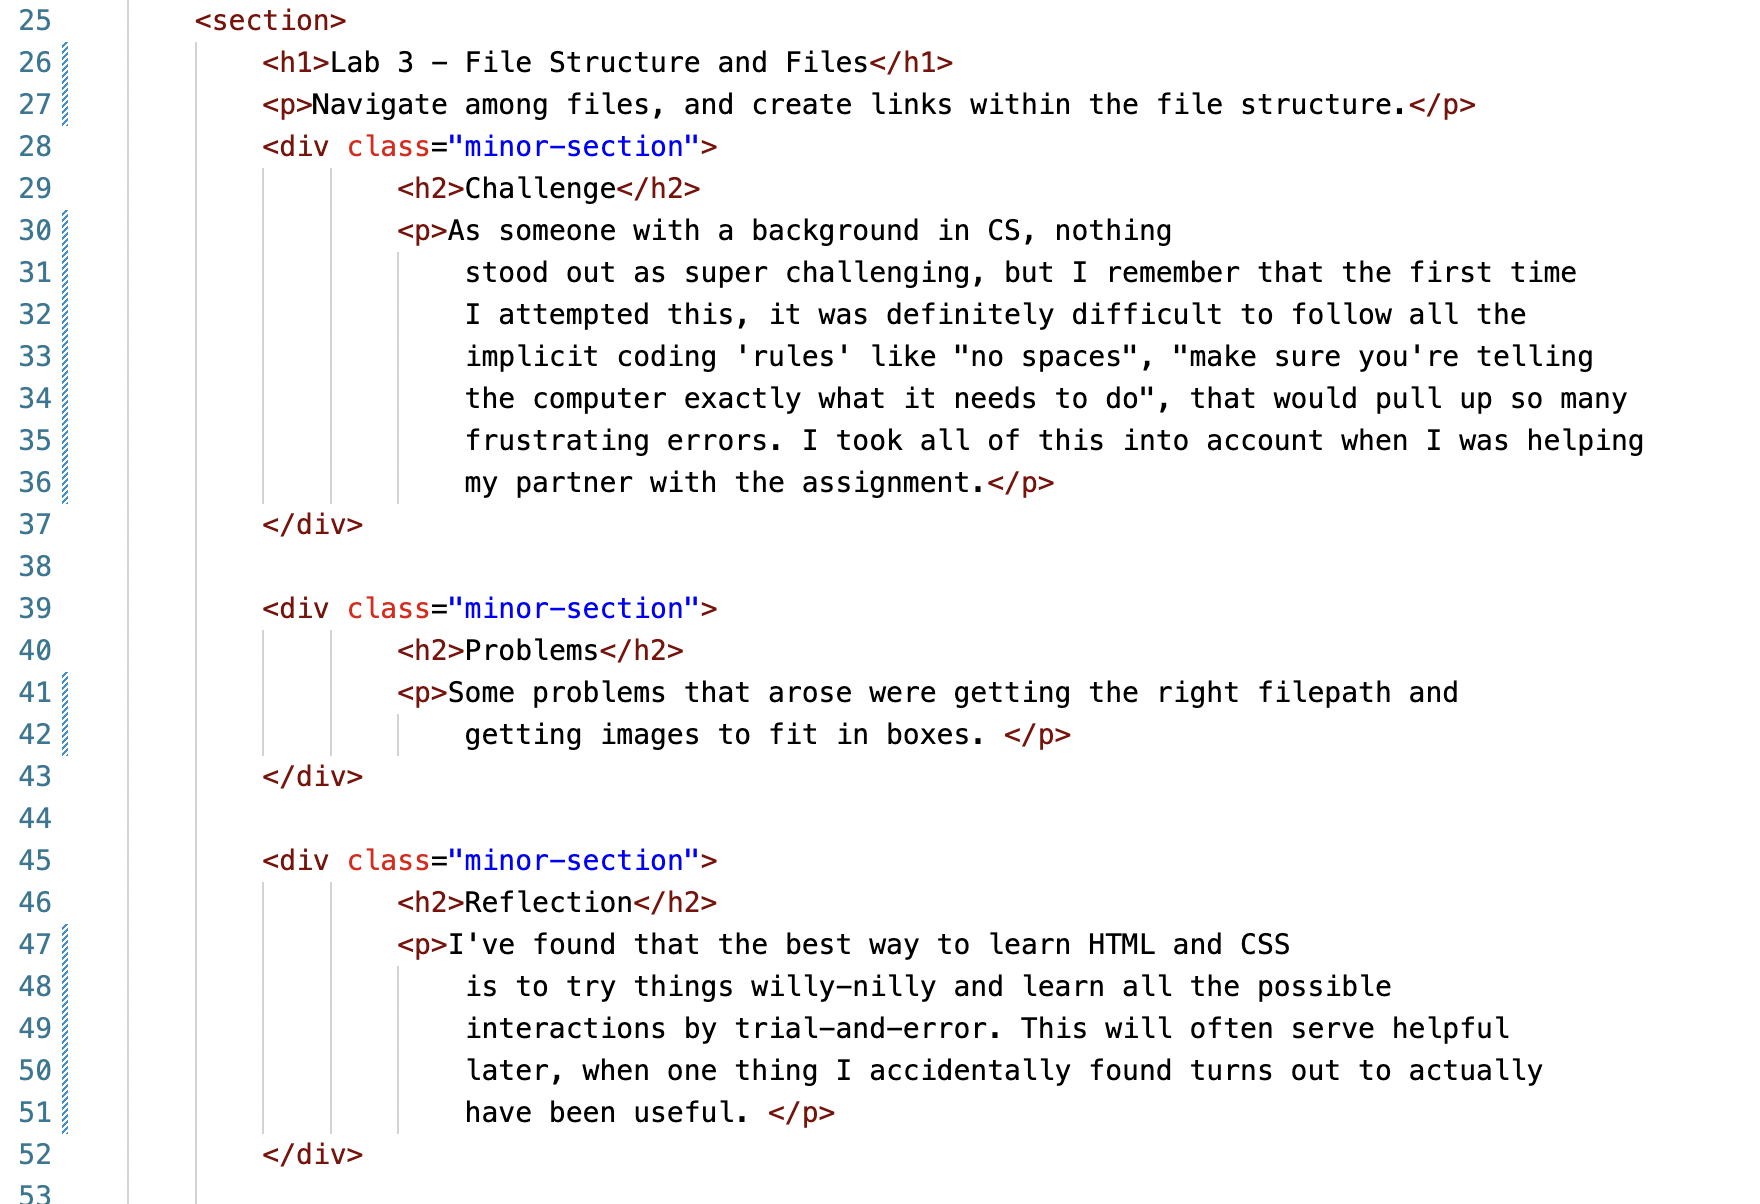 25 <section>
26 <h1>Lab 3 – File Structure and Files</h1>
27 <p>Navigate among files, and create links within the file structure.</p>
28 <div class="minor-section">
29 <h2>Challenge</h2>
30 <p>As someone with a background in CS, nothing
31 stood out as super challenging, but I remember that the first time
32 I attempted this, it was definitely difficult to follow all the
33 implicit coding 'rules' like "no spaces", "make sure you're telling
34 the computer exactly what it needs to do", that would pull up so many
35 frustrating errors. I took all of this into account when I was helping
36 my partner with the assignment.</p>
37 </div>
38
39 <div class="minor-section">
40 <h2>Problems</h2>
41 <p>Some problems that arose were getting the right filepath and
42 getting images to fit in boxes. </p>
43 </div>
44
45 <div class="minor-section">
46 <h2>Reflection</h2>
47 <p>I've found that the best way to learn HTML and CSS
48 is to try things willy-nilly and learn all the possible
49 interactions by trial-and-error. This will often serve helpful
50 later, when one thing I accidentally found turns out to actually
51 have been useful. </p>
52 </div>
53